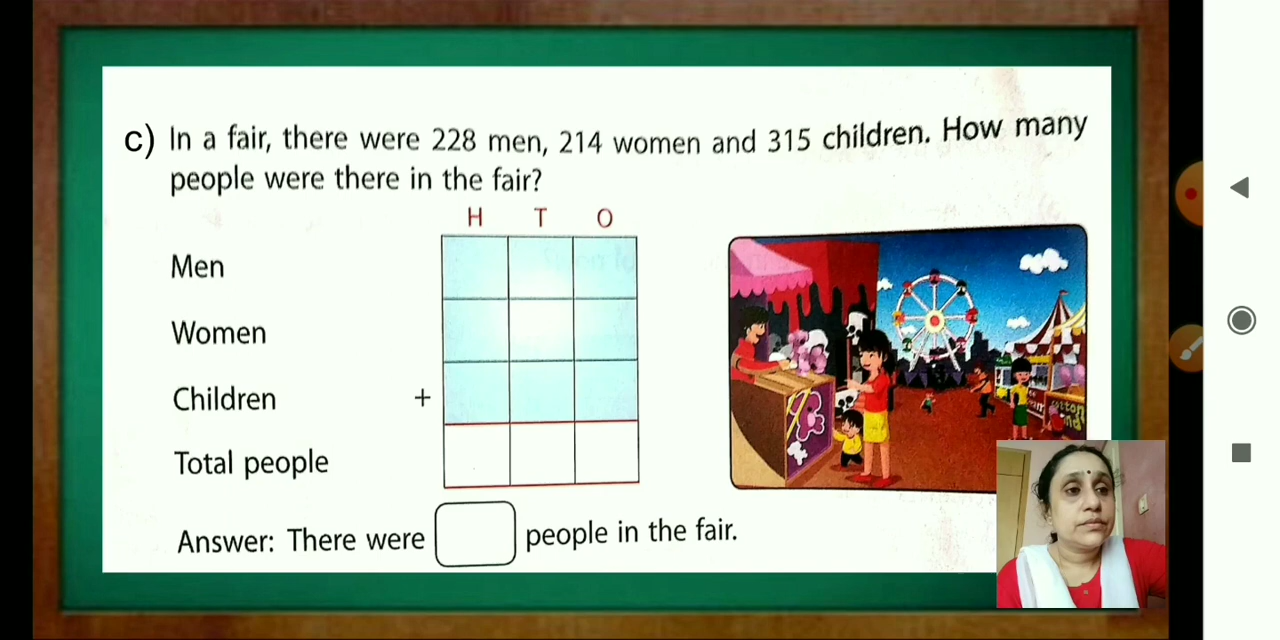 c) In a fair, there were 228 men, 214 women and 315 children. How many
people were there in the fair?
H T O
Men
Women
Children +
Total people
Answer: There were people in the fair.
cotton